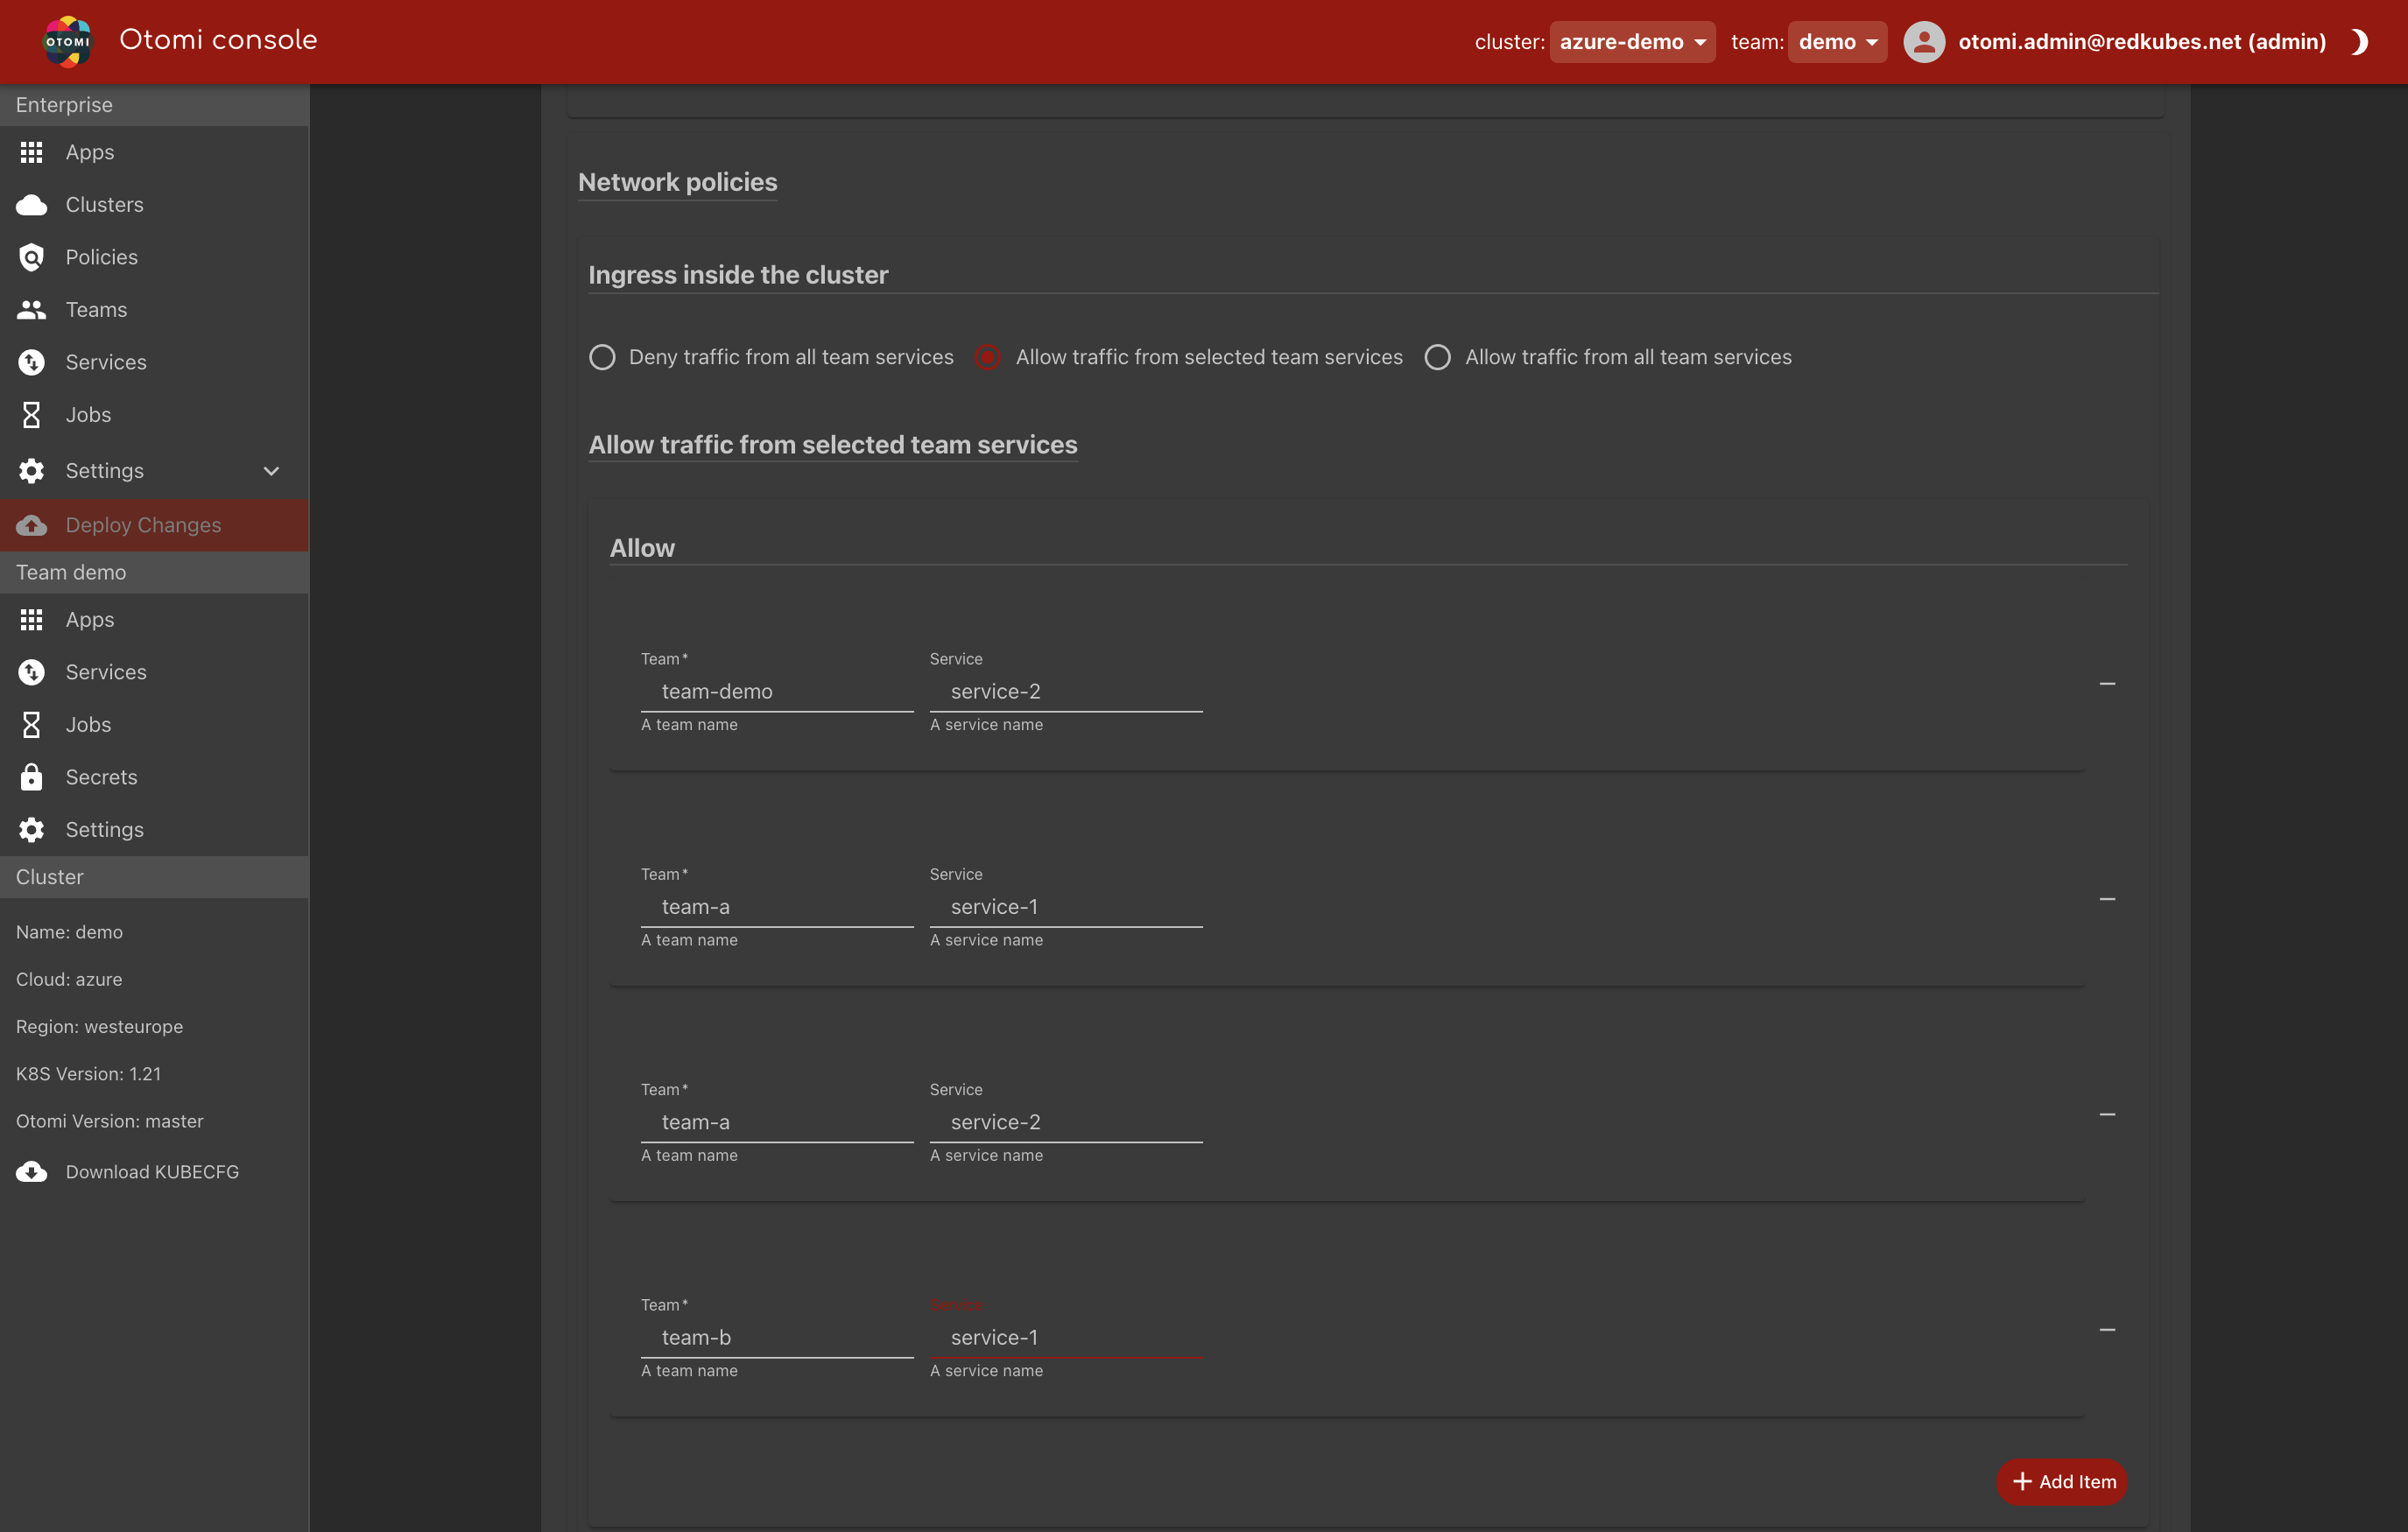 OTOMI
Otomi console
cluster: azure-demo team: demo otomi.admin@redkubes.net (admin)
Enterprise
Apps
Clusters
Policies
Teams
Services
Jobs
Settings
Deploy Changes
Team demo
Apps
Services
Jobs
Secrets
Settings
Cluster
Name: demo
Cloud: azure
Region: westeurope
K8S Version: 1.21
Otomi Version: master
Download KUBECFG
Network policies
Ingress inside the cluster
Deny traffic from all team services Allow traffic from selected team services Allow traffic from all team services
Allow traffic from selected team services
Allow
Team* Service
team-demo service-2
A team name A service name
Team* Service
team-a service-1
A team name A service name
Team* Service
team-a service-2
A team name A service name
Team* Service
team-b service-1
A team name A service name
Add Item